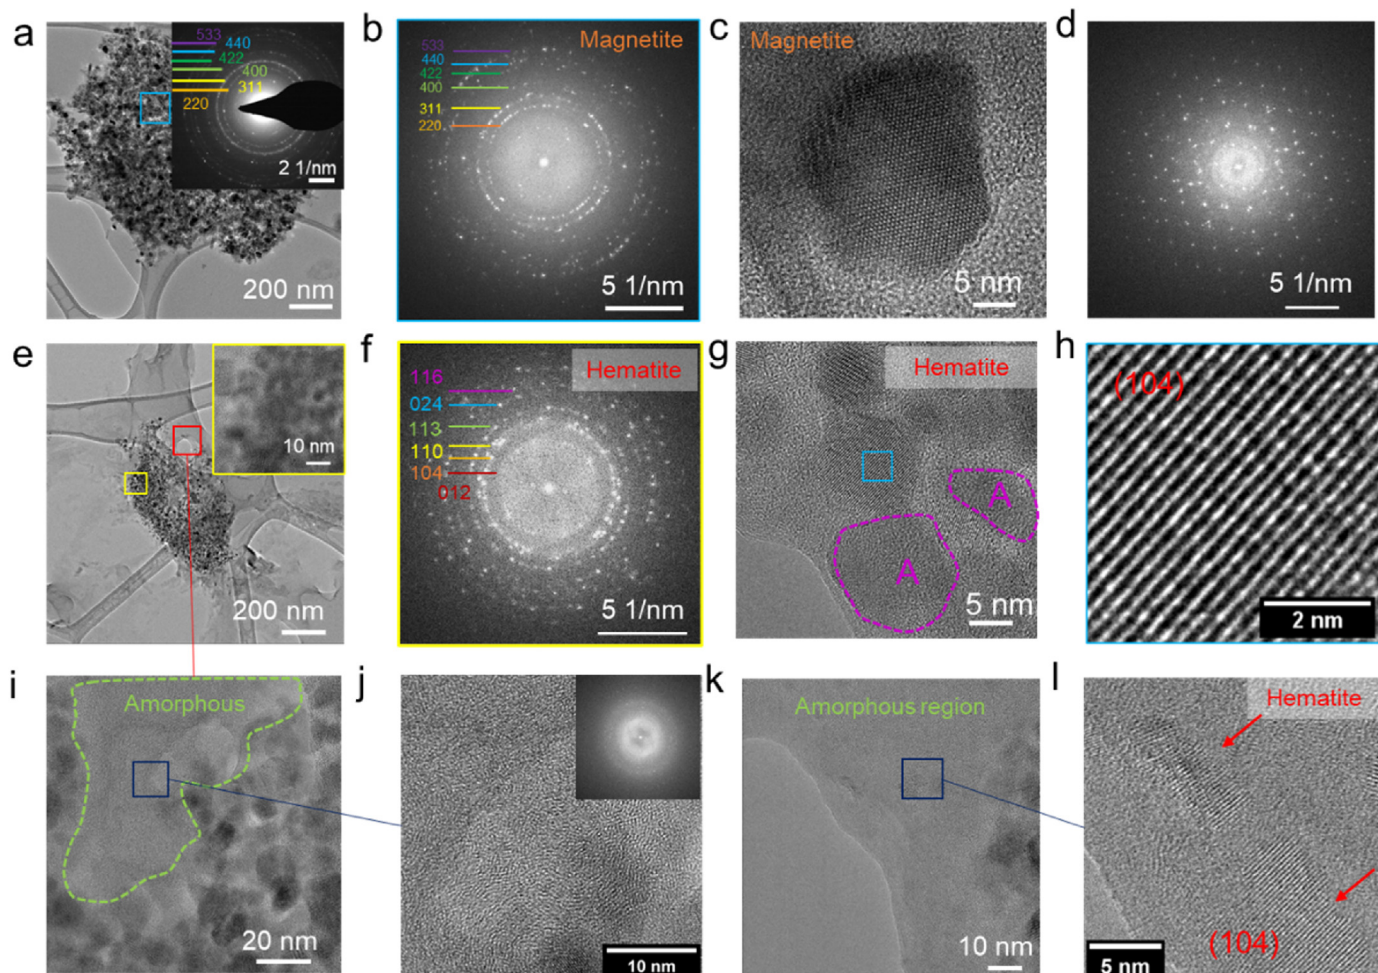 a
533
440
422
400
311
220
2 1/nm
200 nm
b
Magnetite
533
440
422
400
311
220
5 1/nm
c
Magnetite
5 nm
d
5 1/nm
e
10 nm
200 nm
f
Hematite
116
024
113
110
104
012
5 1/nm
g
Hematite
A
A
5 nm
h
(104)
2 nm
i
Amorphous
20 nm
j
10 nm
k
Amorphous region
10 nm
l
Hematite
(104)
5 nm